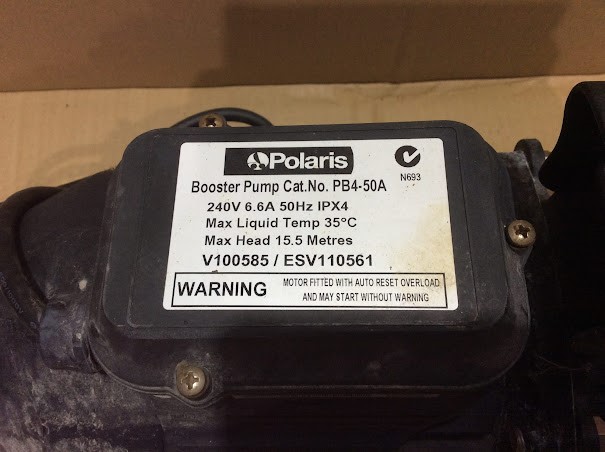 Polaris
N693
Booster Pump Cat.No. PB4-50A
240V 6.6A 50Hz IPX4
Max Liquid Temp 35°C
Max Head 15.5 Metres
V100585 / ESV110561
WARNING
MOTOR FITTED WITH AUTO RESET OVERLOAD
AND MAY START WITHOUT WARNING